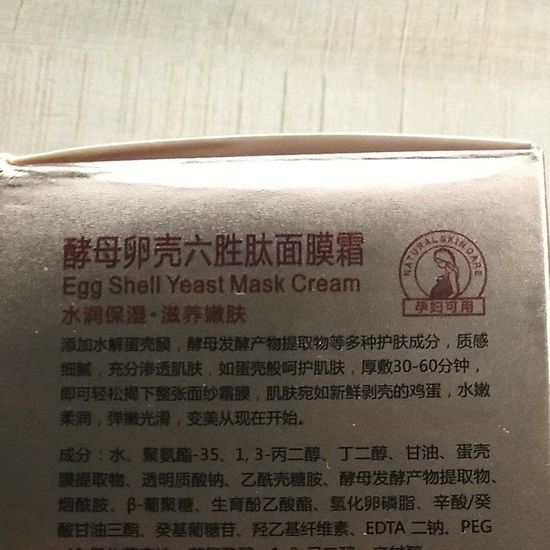 酵母卵壳六胜肽面膜霜
Egg Shell Yeast Mask Cream
水润保湿·滋养嫩肤
NATURAL SKIN CARE
孕妇可用
添加水解蛋壳膜，酵母发酵产物提取物等多种护肤成分，质感
细腻，充分渗透肌肤，如蛋壳般呵护肌肤，厚敷30-60分钟，
即可轻松揭下整张面纱霜膜，肌肤宛如新鲜剥壳的鸡蛋，水嫩
柔润，弹嫩光滑，变美从现在开始。
成分：水、聚氨酯-35、1, 3-丙二醇、丁二醇、甘油、蛋壳
膜提取物、透明质酸钠、乙酰壳糖胺、酵母发酵产物提取物、
烟酰胺、β-葡聚糖、生育酚乙酸酯、氢化卵磷脂、辛酸/癸
酸甘油三酯、癸基葡糖苷、羟乙基纤维素、EDTA 二钠、PEG